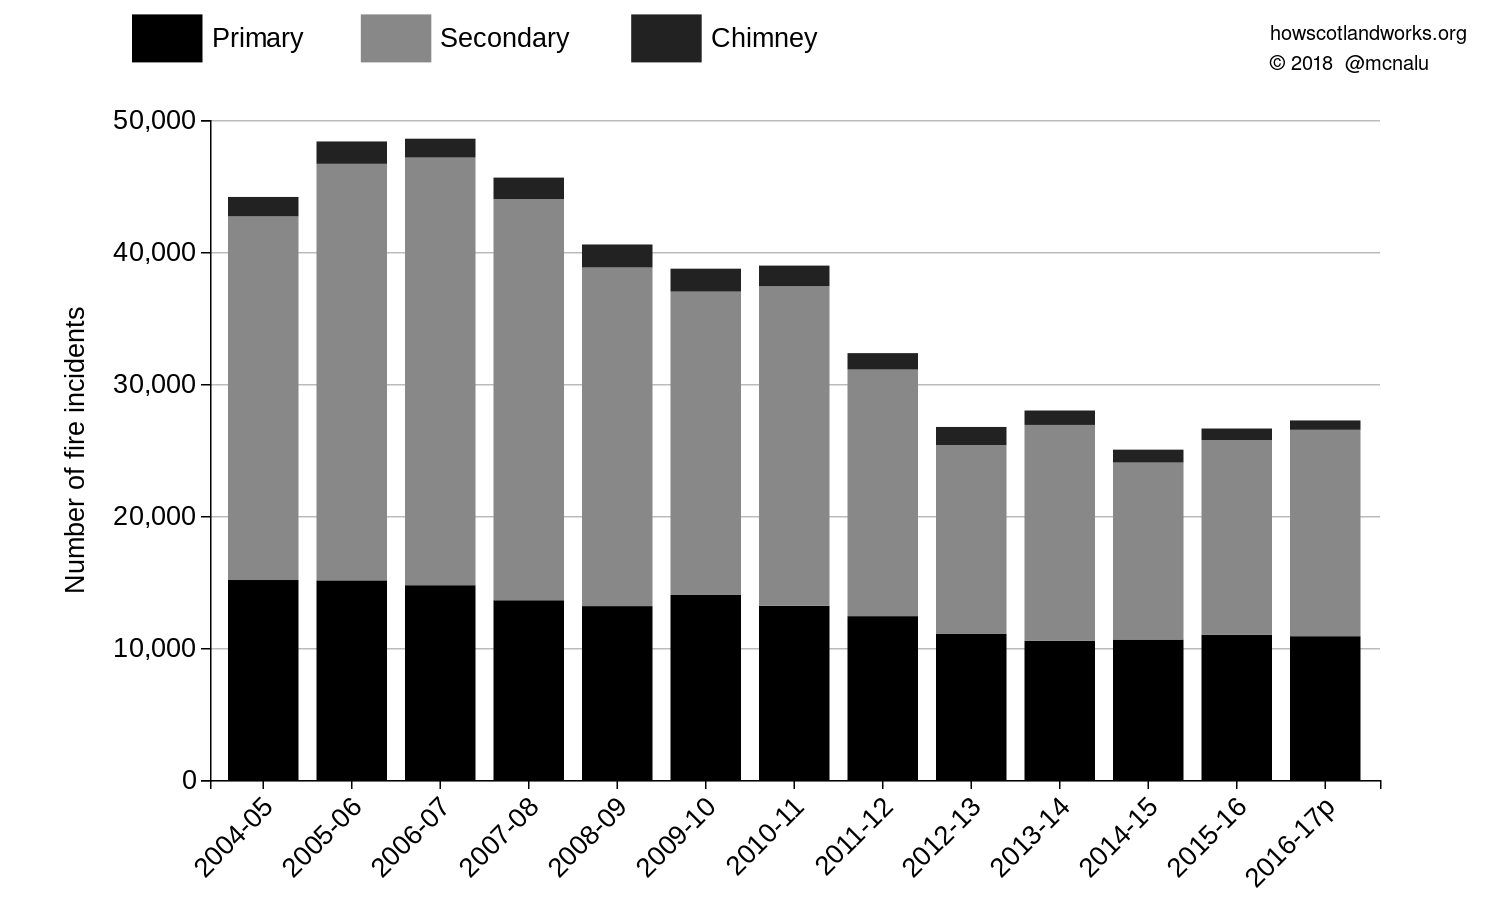 Primary
Secondary
Chimney
howscotlandworks.org
© 2018 @mcnalu
50,000
40,000
30,000
20,000
10,000
0
Number of fire incidents
2004-05
2005-06
2006-07
2007-08
2008-09
2009-10
2010-11
2011-12
2012-13
2013-14
2014-15
2015-16
2016-17p